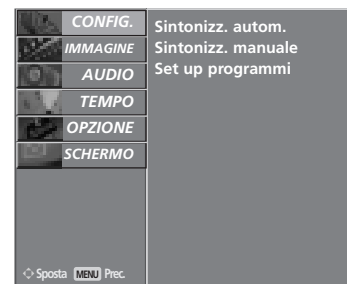 CONFIG.
IMMAGINE
AUDIO
TEMPO
OPZIONE
SCHERMO
Sintonizz. autom.
Sintonizz. manuale
Set up programmi
Sposta MENU Prec.